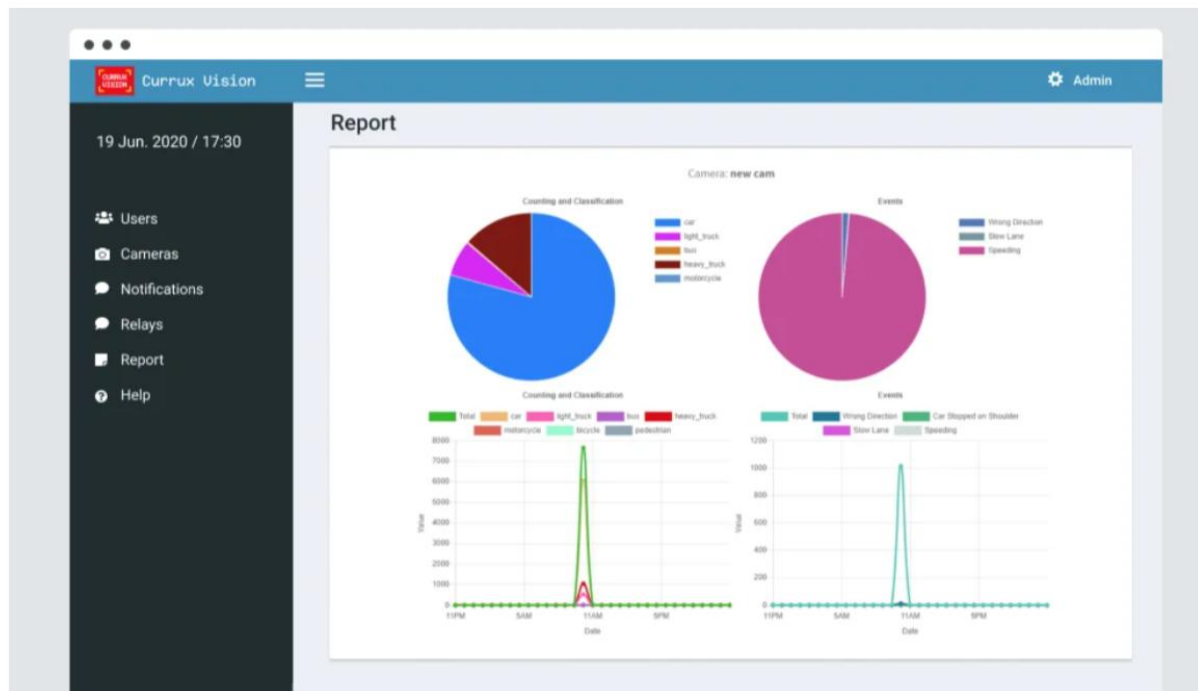 CURRUX
VISION
Currux Vision
Admin
19 Jun. 2020 / 17:30
Users
Cameras
Notifications
Relays
Report
Help
Report
Camera: new cam
Counting and Classification
car
light_truck
bus
heavy_truck
motorcycle
Events
Wrong Direction
Slow Lane
Speeding
Counting and Classification
Total car light_truck bus heavy_truck
motorcycle bicycle pedestrian
8000
7000
6000
5000
4000
3000
2000
1000
0
Value
11PM 5AM 11AM 5PM
Date
Events
Total Wrong Direction Car Stopped on Shoulder
Slow Lane Speeding
1200
1000
800
600
400
200
0
Value
11PM 5AM 11AM 5PM
Date